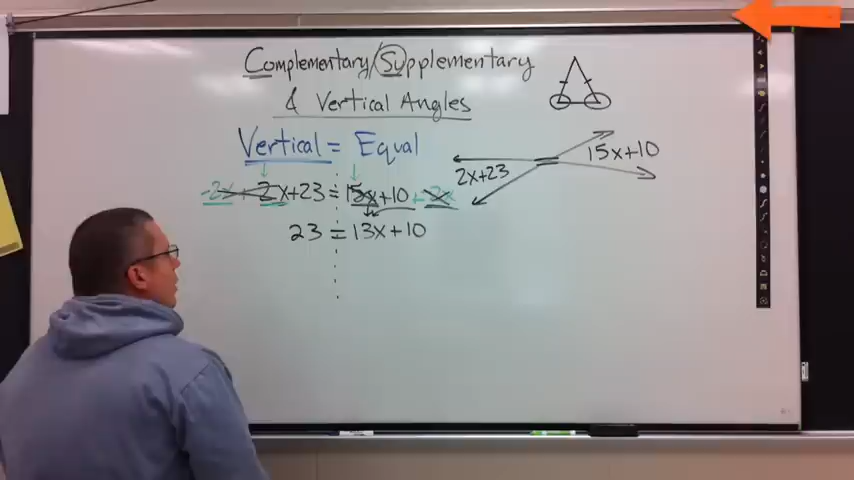 Complementary/Supplementary
& Vertical Angles
Vertical = Equal
-2x + 2x+23 = 15x+10 + -2x
23 = 13x+10
2x+23
15x+10